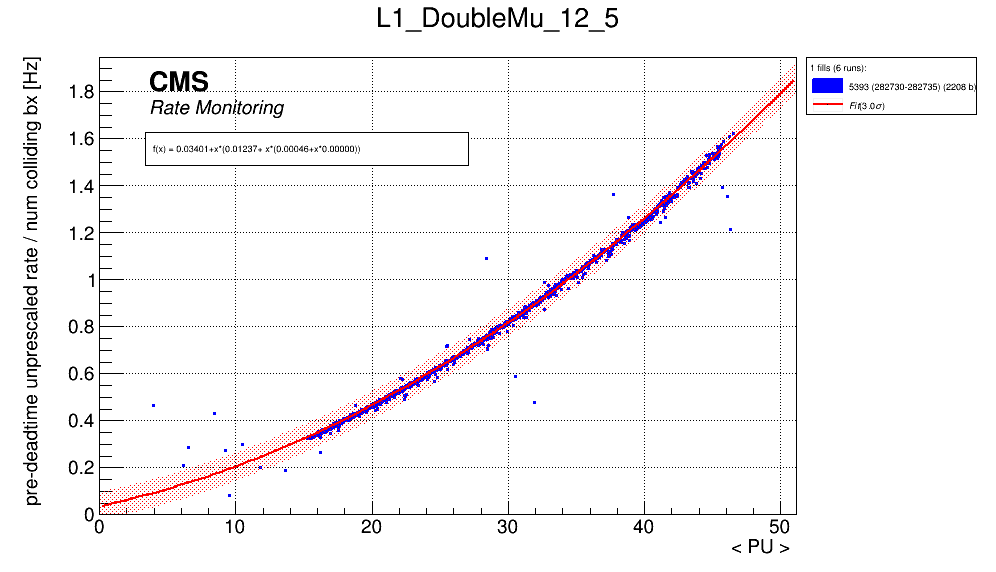 L1_DoubleMu_12_5
pre-deadtime unprescaled rate / num colliding bx [Hz]
CMS
Rate Monitoring
f(x) = 0.03401+x*(0.01237+ x*(0.00046+x*0.00000))
1 fills (6 runs):
5393 (282730-282735) (2208 b)
Fit(3.0σ)
1.8
1.6
1.4
1.2
1
0.8
0.6
0.4
0.2
0
0 10 20 30 40 50
< PU >